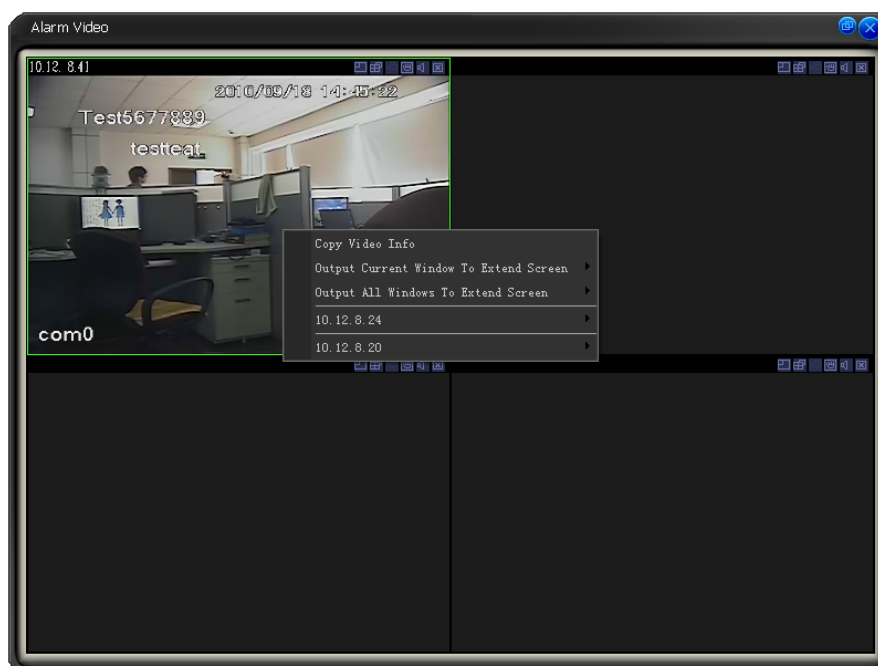 Alarm Video
10.12. 8.41
2010/09/18 14:45:22
Test5677889
testteat
com0
Copy Video Info
Output Current Window To Extend Screen
Output All Windows To Extend Screen
10.12.8.24
10.12.8.20